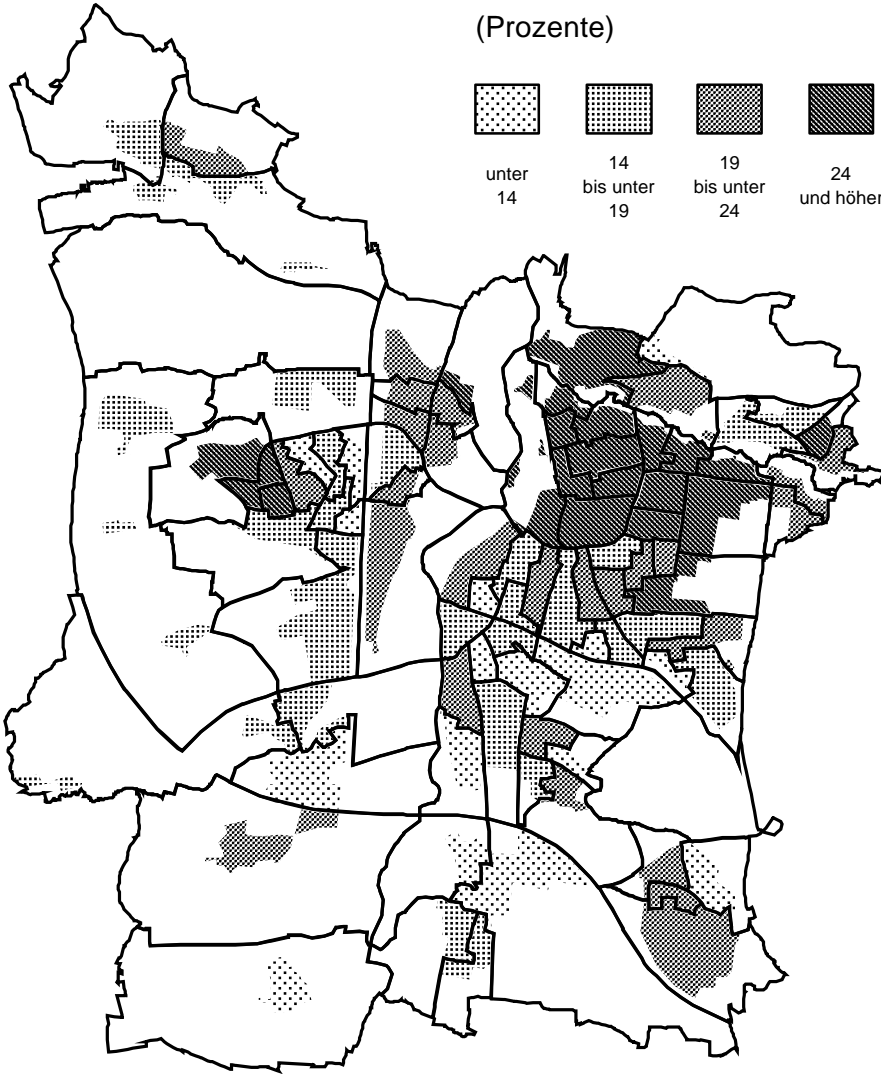 (Prozente)
unter
14
14
bis unter
19
19
bis unter
24
24
und höher